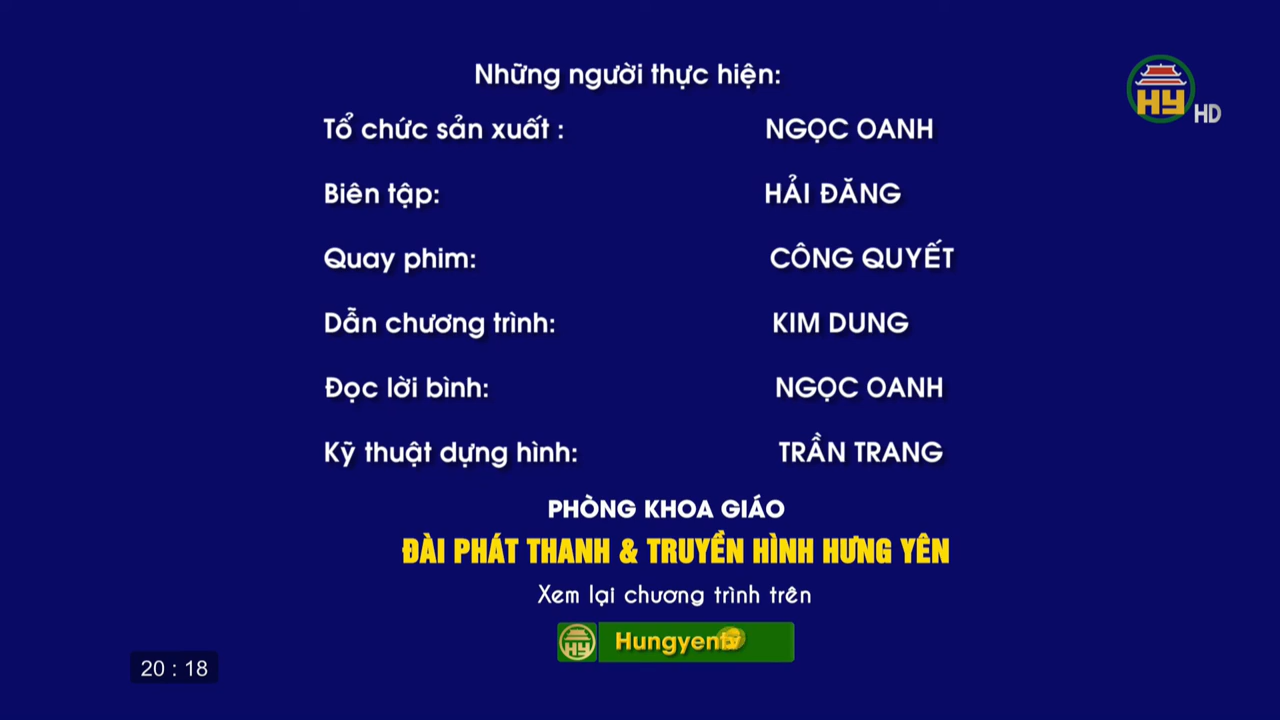 Những người thực hiện:
HY HD
Tổ chức sản xuất : NGỌC OANH
Biên tập: HẢI ĐĂNG
Quay phim: CÔNG QUYẾT
Dẫn chương trình: KIM DUNG
Đọc lời bình: NGỌC OANH
Kỹ thuật dựng hình: TRẦN TRANG
PHÒNG KHOA GIÁO
ĐÀI PHÁT THANH & TRUYỀN HÌNH HƯNG YÊN
Xem lại chương trình trên
HY Hungyentv
20 : 18